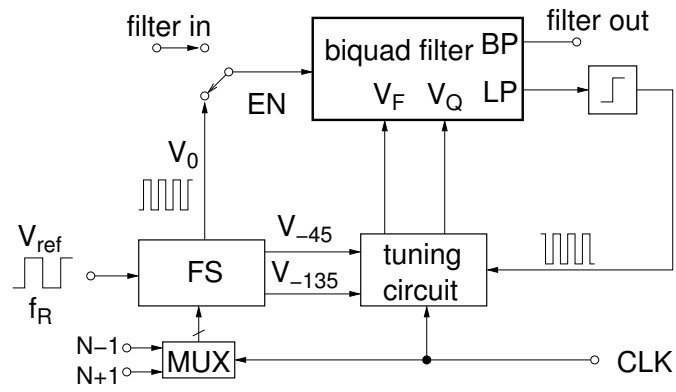 filter in
biquad filter
BP
filter out
EN
V_F
V_Q
LP
V_0
V_ref
f_R
FS
V_−45
V_−135
tuning
circuit
N−1
N+1
MUX
CLK